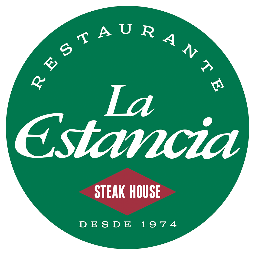 RESTAURANTE
La
Estancia
STEAK HOUSE
DESDE 1974